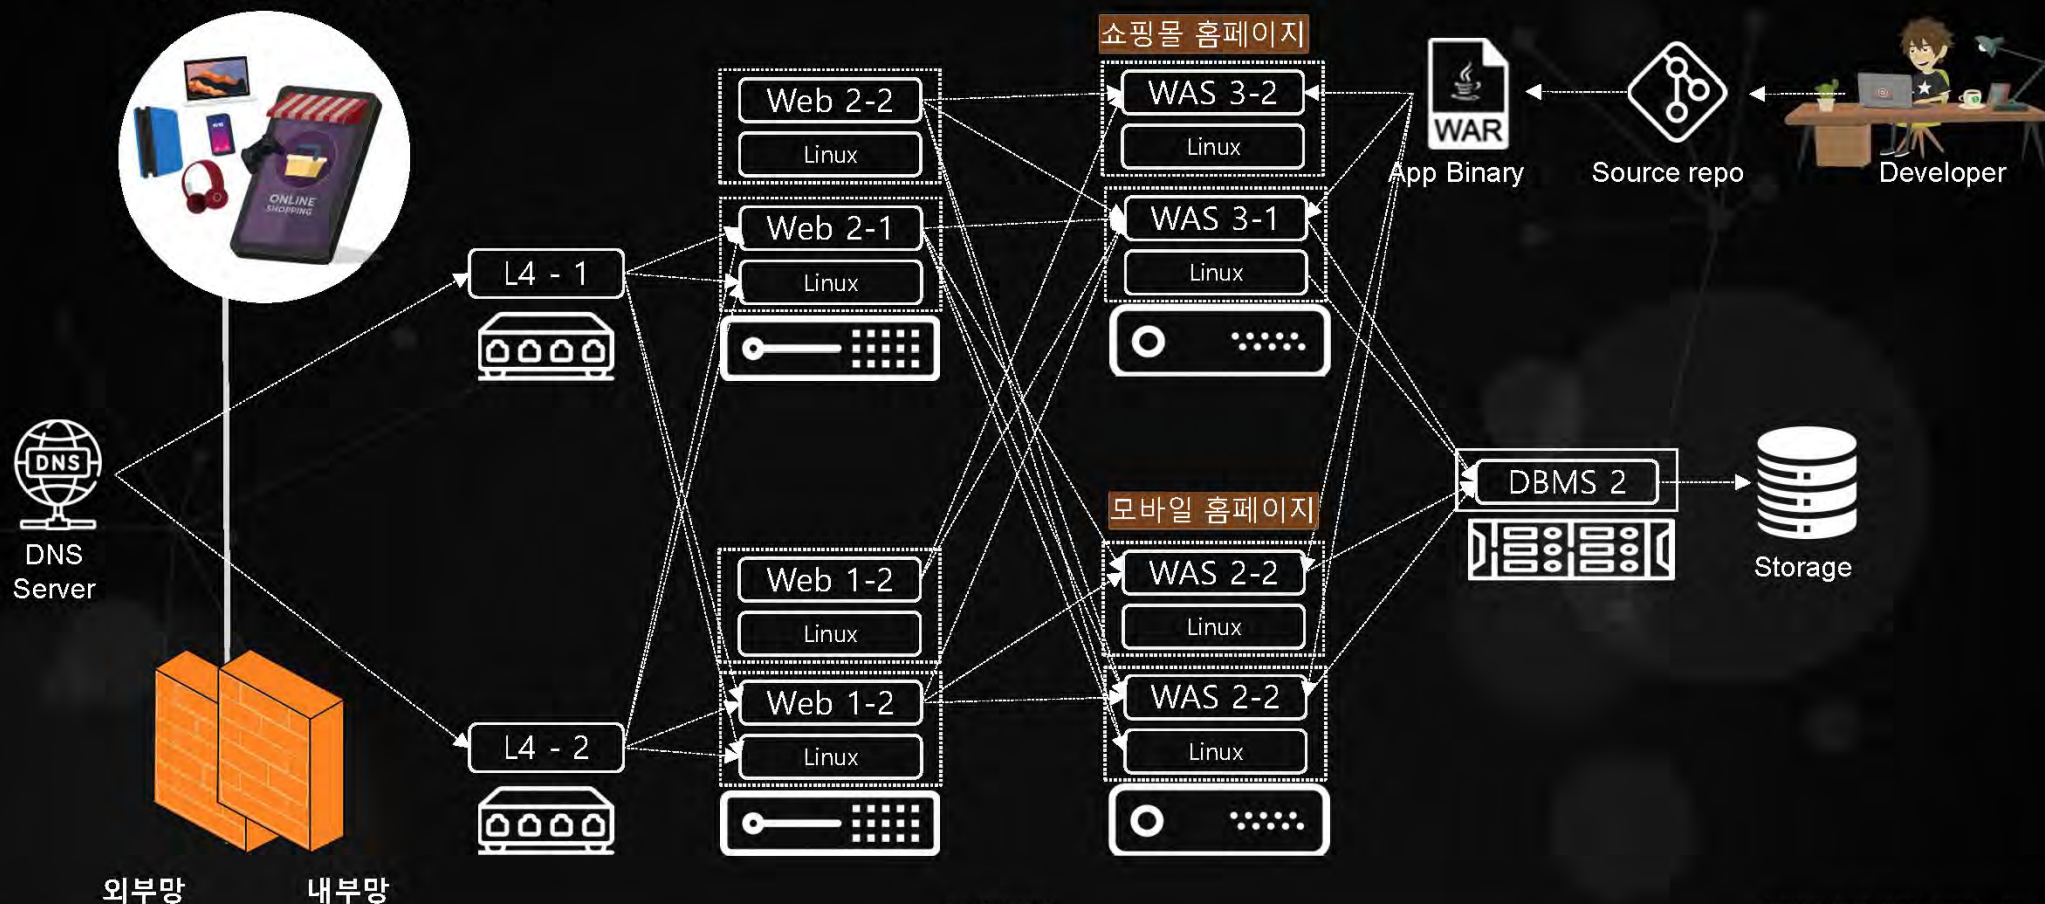 쇼핑몰 홈페이지
ONLINE
SHOPPING
Web 2-2
Linux
Web 2-1
Linux
WAS 3-2
Linux
WAS 3-1
Linux
WAR
App Binary
Source repo
Developer
L4 - 1
DNS
DNS
Server
모바일 홈페이지
Web 1-2
Linux
Web 1-2
Linux
WAS 2-2
Linux
WAS 2-2
Linux
DBMS 2
Storage
L4 - 2
외부망
내부망